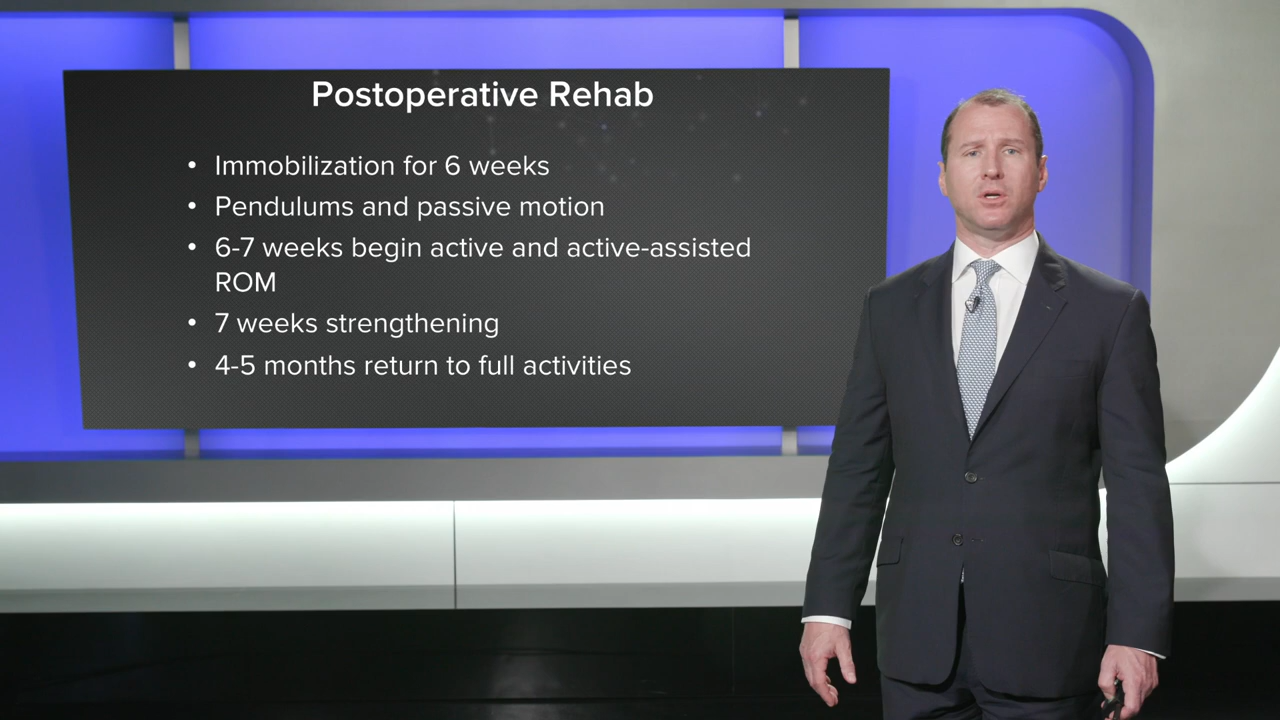 Postoperative Rehab
• Immobilization for 6 weeks
• Pendulums and passive motion
• 6-7 weeks begin active and active-assisted
ROM
• 7 weeks strengthening
• 4-5 months return to full activities